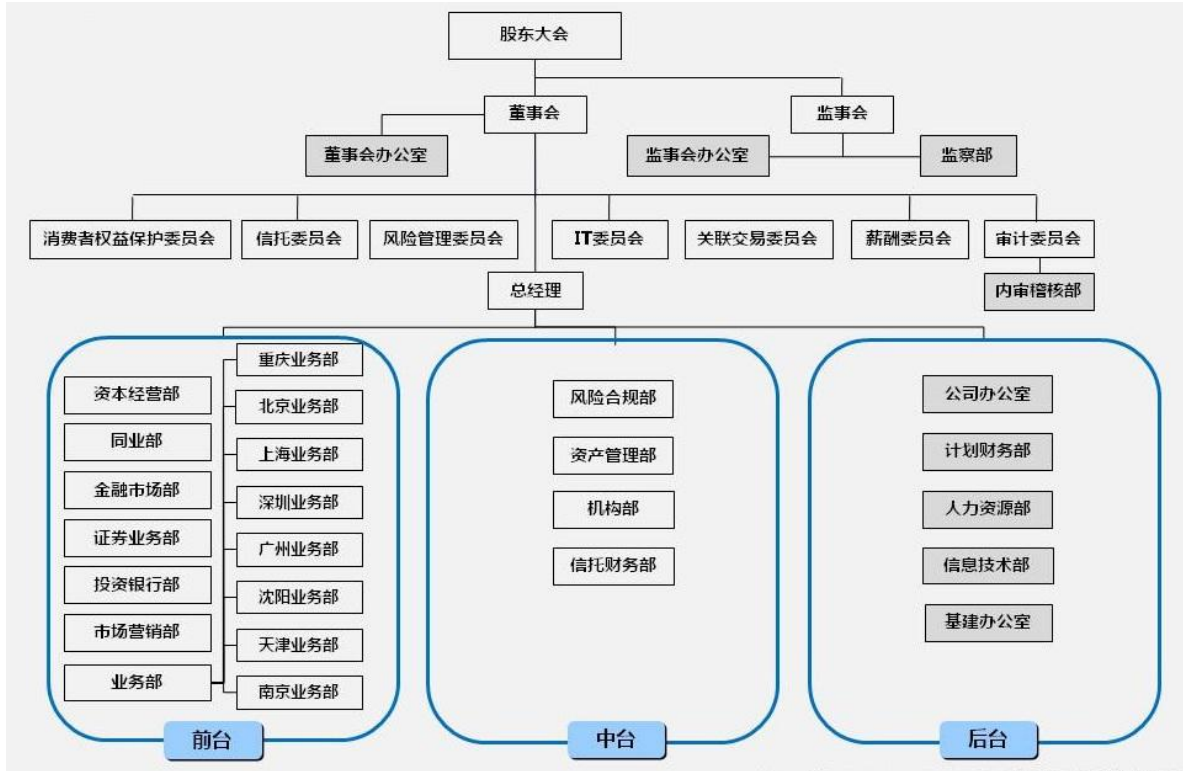 股东大会
董事会
监事会
董事会办公室
监事会办公室
监察部
消费者权益保护委员会
信托委员会
风险管理委员会
IT委员会
关联交易委员会
薪酬委员会
审计委员会
总经理
内审稽核部
资本经营部
同业部
金融市场部
证券业务部
投资银行部
市场营销部
业务部
重庆业务部
北京业务部
上海业务部
深圳业务部
广州业务部
沈阳业务部
天津业务部
南京业务部
前台
风险合规部
资产管理部
机构部
信托财务部
中台
公司办公室
计划财务部
人力资源部
信息技术部
基建办公室
后台